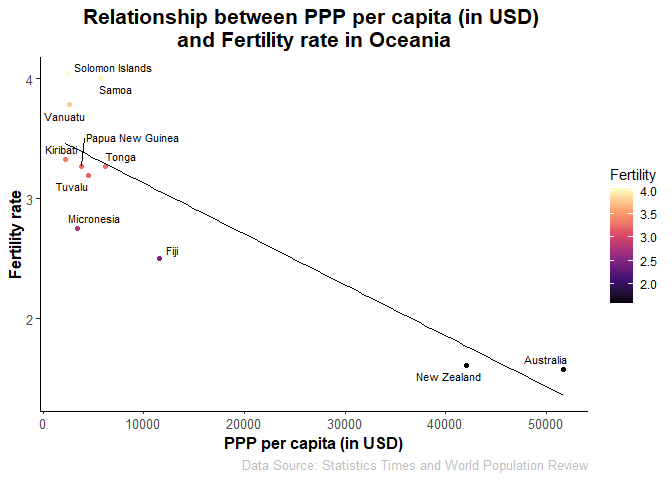 Relationship between PPP per capita (in USD)
and Fertility rate in Oceania
Solomon Islands
Samoa
Vanuatu
Papua New Guinea
Kiribati
Tonga
Tuvalu
Micronesia
Fiji
Australia
New Zealand
Fertility rate
4
3
2
0
10000
20000
30000
40000
50000
PPP per capita (in USD)
Fertility
4.0
3.5
3.0
2.5
2.0
Data Source: Statistics Times and World Population Review